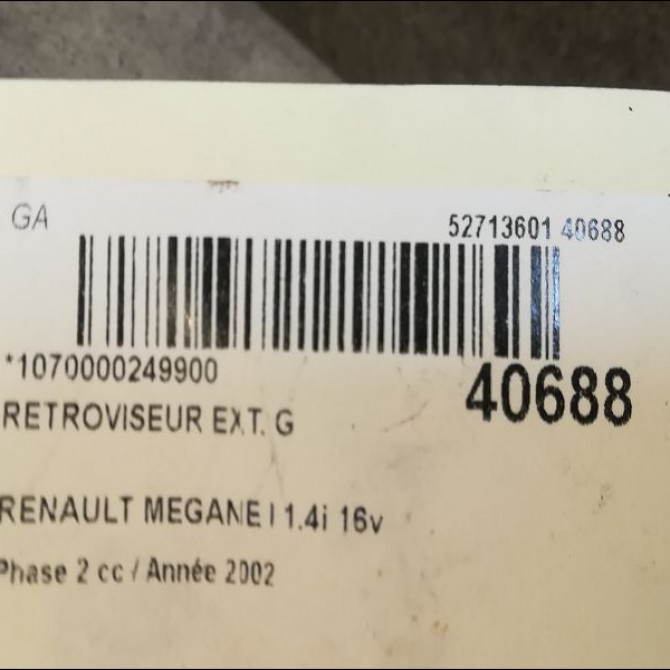 GA
52713601 40688
*1070000249900
40688
RETROVISEUR EXT. G
RENAULT MEGANE I 1.4i 16v
Phase 2 cc / Année 2002